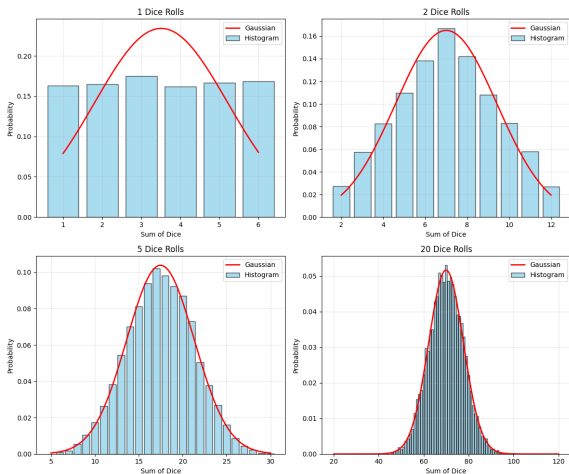 1 Dice Rolls
Gaussian
Histogram
0.20
0.15
0.10
0.05
0.00
Probability
1 2 3 4 5 6
Sum of Dice
2 Dice Rolls
Gaussian
Histogram
0.16
0.14
0.12
0.10
0.08
0.06
0.04
0.02
0.00
Probability
2 4 6 8 10 12
Sum of Dice
5 Dice Rolls
Gaussian
Histogram
0.10
0.08
0.06
0.04
0.02
0.00
Probability
5 10 15 20 25 30
Sum of Dice
20 Dice Rolls
Gaussian
Histogram
0.05
0.04
0.03
0.02
0.01
0.00
Probability
20 40 60 80 100 120
Sum of Dice